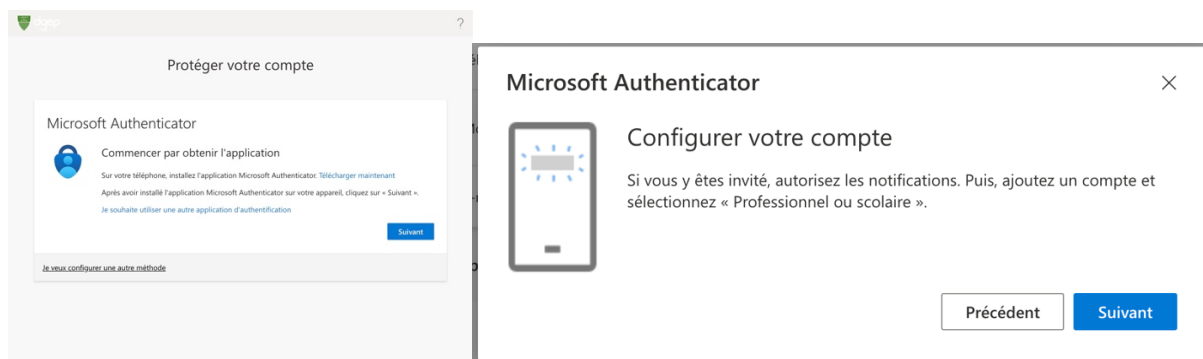 dgep
?
Protéger votre compte
Microsoft Authenticator
Commencer par obtenir l'application
Sur votre téléphone, installez l'application Microsoft Authenticator. Télécharger maintenant
Après avoir installé l'application Microsoft Authenticator sur votre appareil, cliquez sur « Suivant ».
Je souhaite utiliser une autre application d'authentification
Suivant
Je veux configurer une autre méthode
Microsoft Authenticator
Configurer votre compte
Si vous y êtes invité, autorisez les notifications. Puis, ajoutez un compte et
sélectionnez « Professionnel ou scolaire ».
Précédent
Suivant